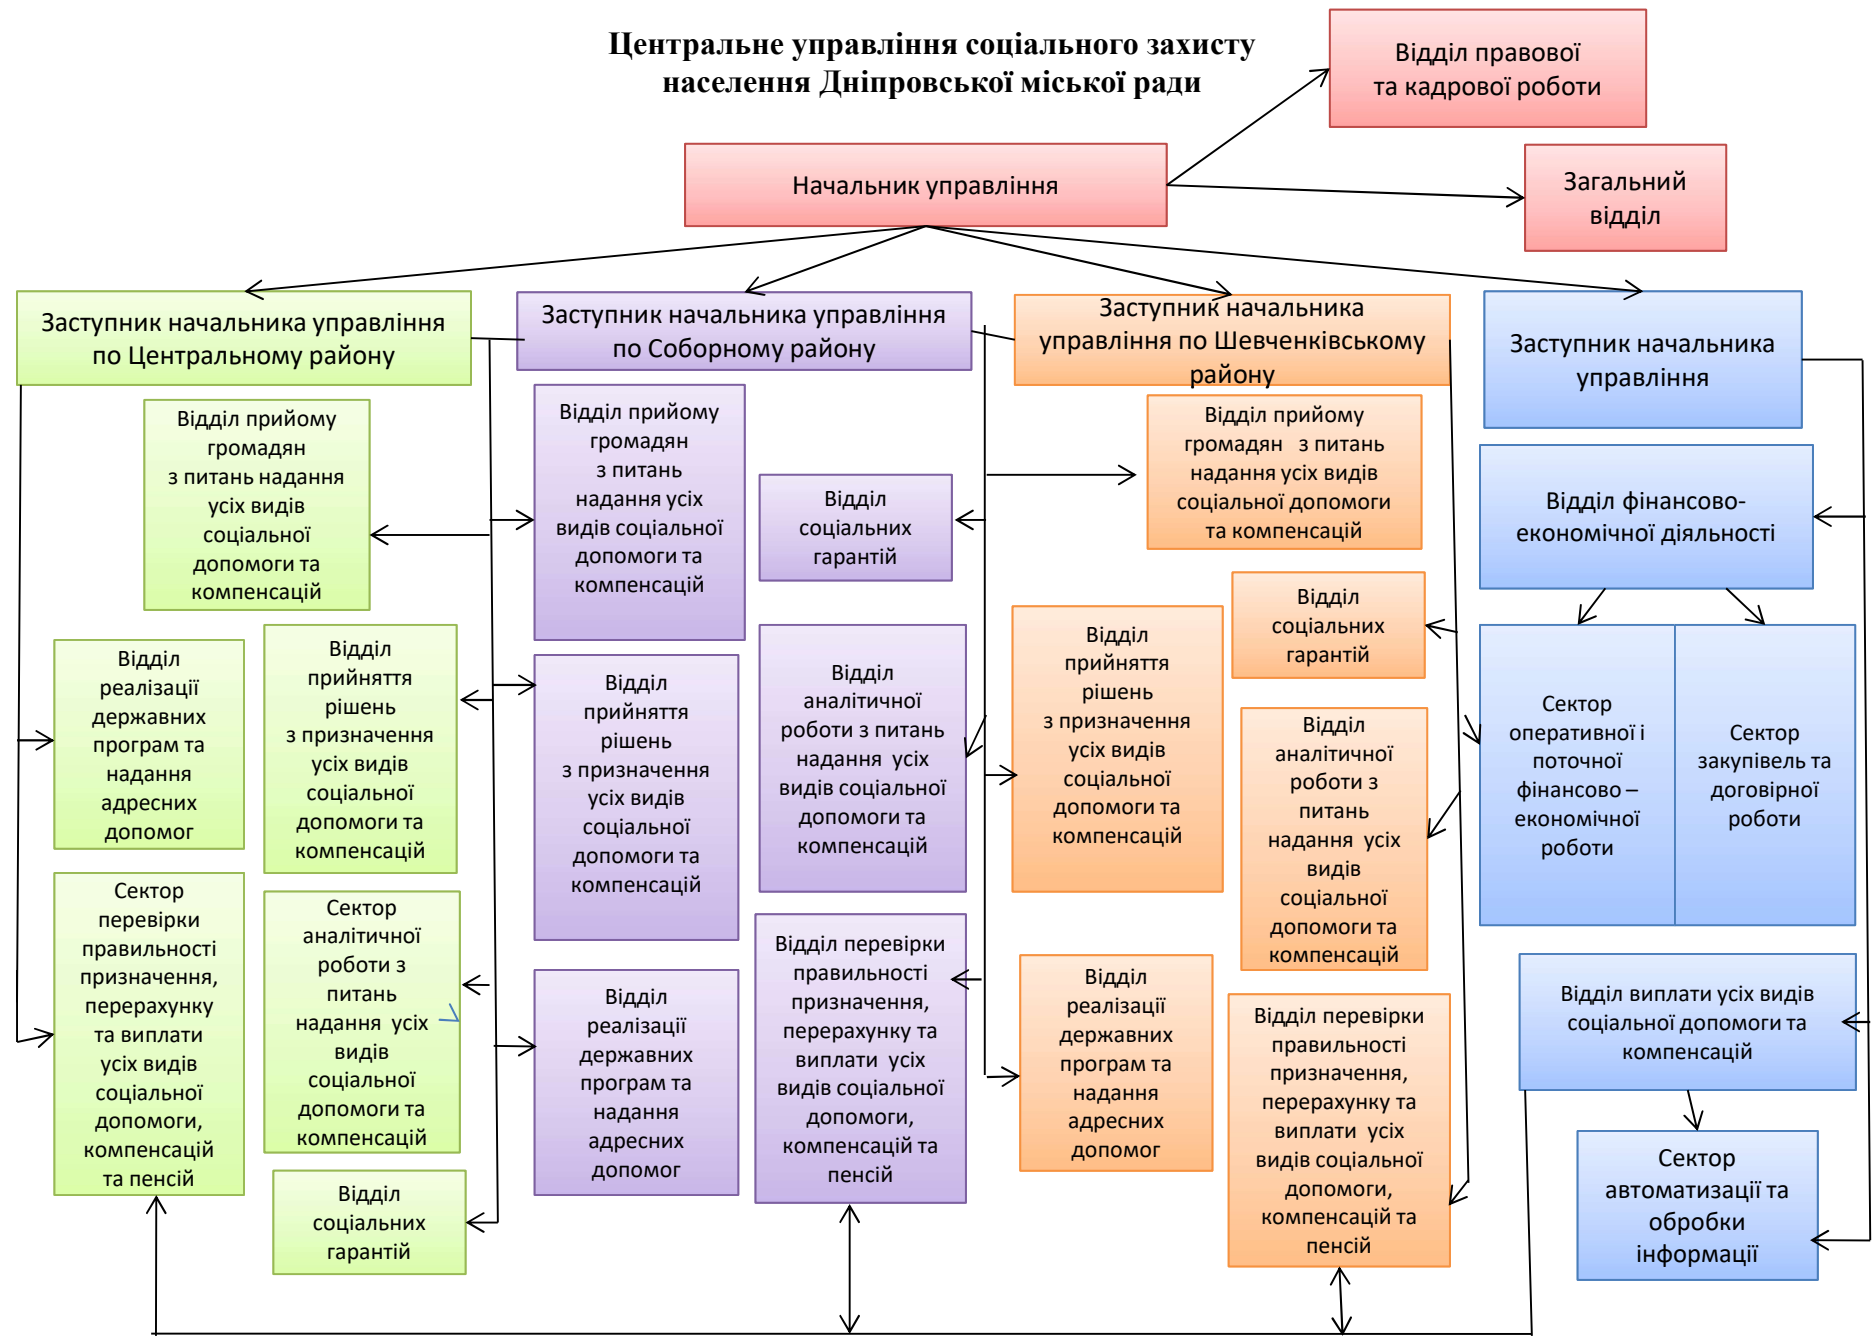 Центральне управління соціального захисту
населення Дніпровської міської ради
Відділ правової
та кадрової роботи
Начальник управління
Загальний
відділ
Заступник начальника управління
по Центральному району
Заступник начальника управління
по Соборному району
Заступник начальника
управління по Шевченківському
району
Заступник начальника
управління
Відділ прийому
громадян
з питань надання
усіх видів
соціальної
допомоги та
компенсацій
Відділ
реалізації
державних
програм та
надання
адресних
допомог
Відділ
прийняття
рішень
з призначення
усіх видів
соціальної
допомоги та
компенсацій
Сектор
перевірки
правильності
призначення,
перерахунку
та виплати
усіх видів
соціальної
допомоги,
компенсацій
та пенсій
Сектор
аналітичної
роботи з
питань
надання усіх
видів
соціальної
допомоги та
компенсацій
Відділ
соціальних
гарантій
Відділ прийому
громадян
з питань
надання усіх
видів соціальної
допомоги та
компенсацій
Відділ
соціальних
гарантій
Відділ
прийняття
рішень
з призначення
усіх видів
соціальної
допомоги та
компенсацій
Відділ
аналітичної
роботи з питань
надання усіх
видів соціальної
допомоги та
компенсацій
Відділ
реалізації
державних
програм та
надання
адресних
допомог
Відділ перевірки
правильності
призначення,
перерахунку та
виплати усіх
видів соціальної
допомоги,
компенсацій та
пенсій
Відділ прийому
громадян з питань
надання усіх видів
соціальної допомоги
та компенсацій
Відділ
соціальних
гарантій
Відділ
прийняття
рішень
з призначення
усіх видів
соціальної
допомоги та
компенсацій
Відділ
аналітичної
роботи з
питань
надання усіх
видів
соціальної
допомоги та
компенсацій
Відділ
реалізації
державних
програм та
надання
адресних
допомог
Відділ перевірки
правильності
призначення,
перерахунку та
виплати усіх
видів соціальної
допомоги,
компенсацій та
пенсій
Відділ фінансово-
економічної діяльності
Сектор
оперативної і
поточної
фінансово –
економічної
роботи
Сектор
закупівель та
договірної
роботи
Відділ виплати усіх видів
соціальної допомоги та
компенсацій
Сектор
автоматизації та
обробки
інформації